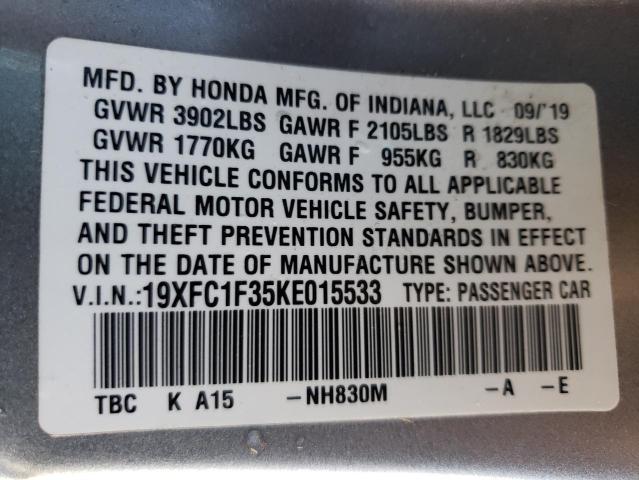 MFD. BY HONDA MFG. OF INDIANA, LLC 09/'19
GVWR 3902LBS GAWR F 2105LBS R 1829LBS
GVWR 1770KG GAWR F 955KG R 830KG
THIS VEHICLE CONFORMS TO ALL APPLICABLE
FEDERAL MOTOR VEHICLE SAFETY, BUMPER,
AND THEFT PREVENTION STANDARDS IN EFFECT
ON THE DATE OF MANUFACTURE SHOWN ABOVE.
V.I.N.:19XFC1F35KE015533 TYPE: PASSENGER CAR
TBC K A15 -NH830M -A -E